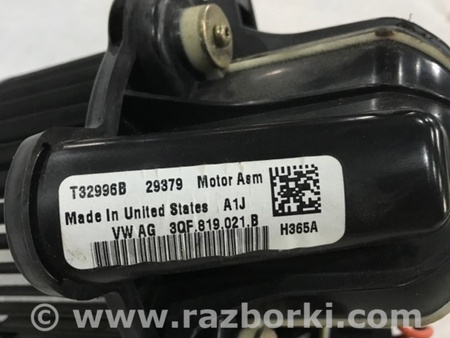 T32996B 29379 Motor Asm
Made In United States A1J
VW AG 3QF.819.021.B
H365A
© www.razborki.com